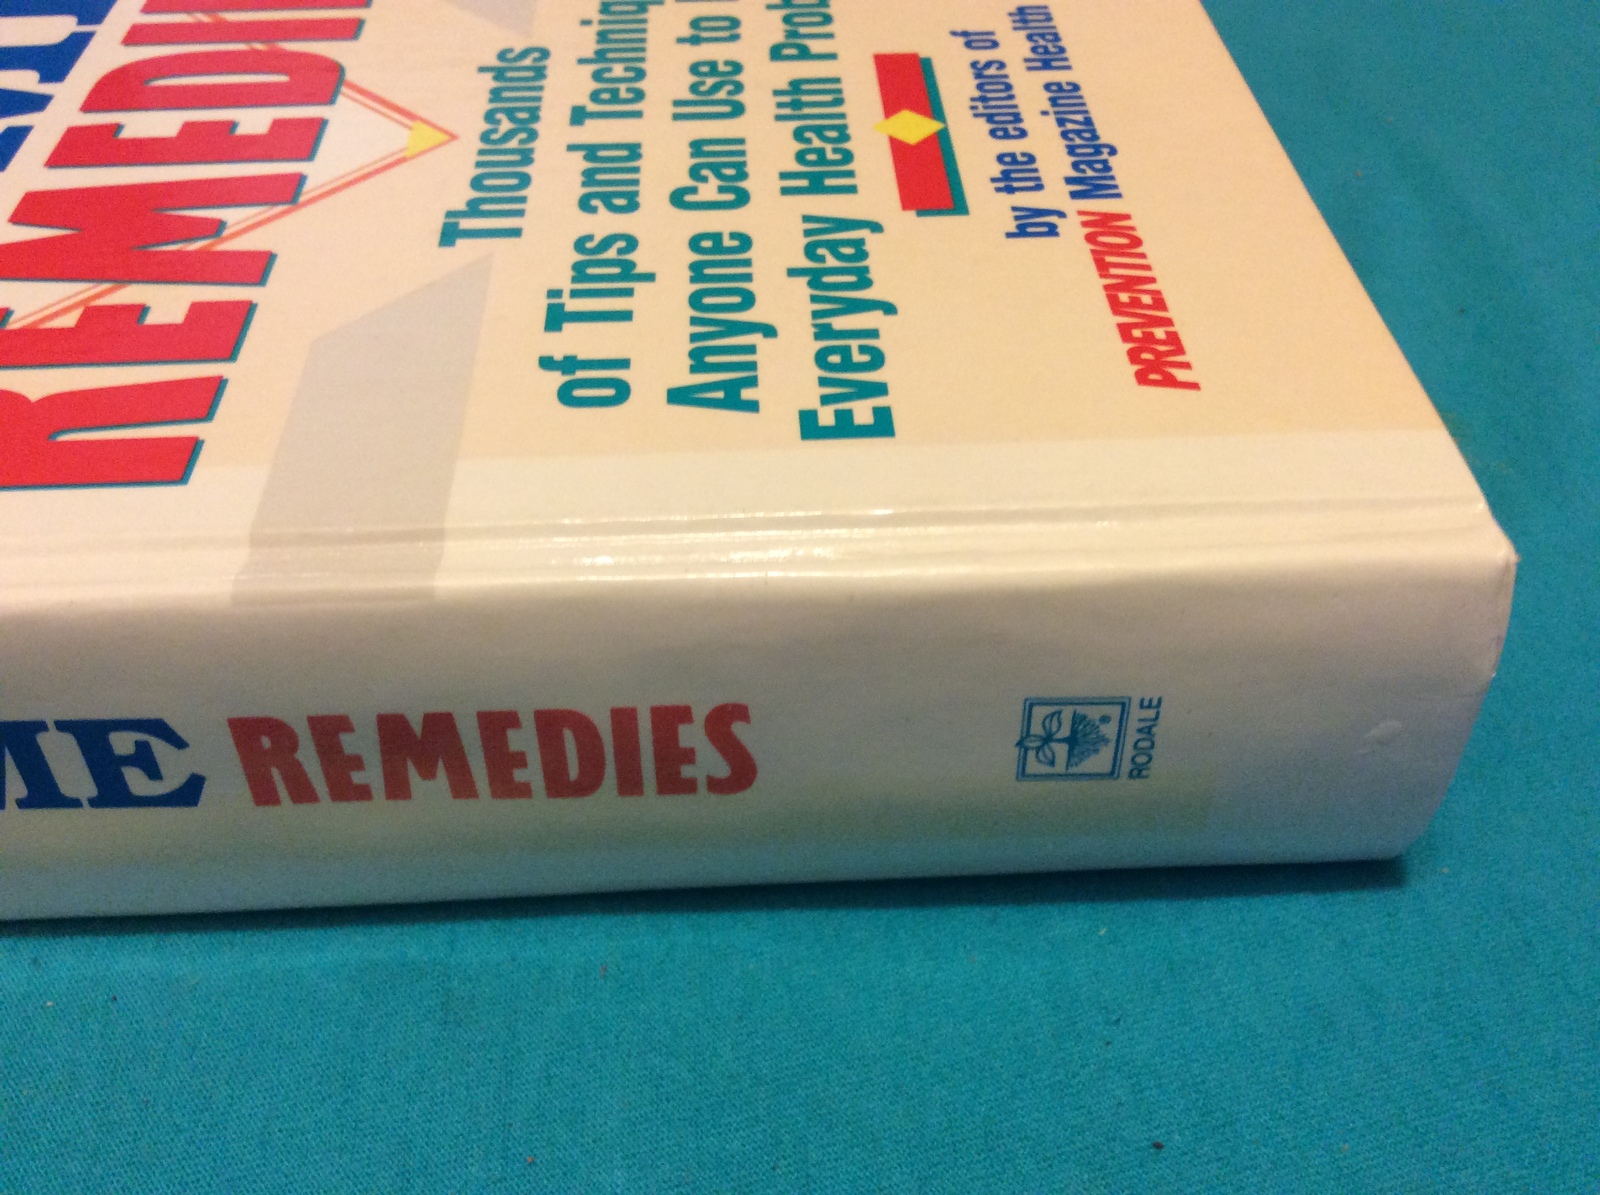 REMEDI
Thousands
of Tips and Techniqu
Anyone Can Use to
Everyday Health Prob
by the editors of
PREVENTION Magazine Health
ME REMEDIES
RODALE